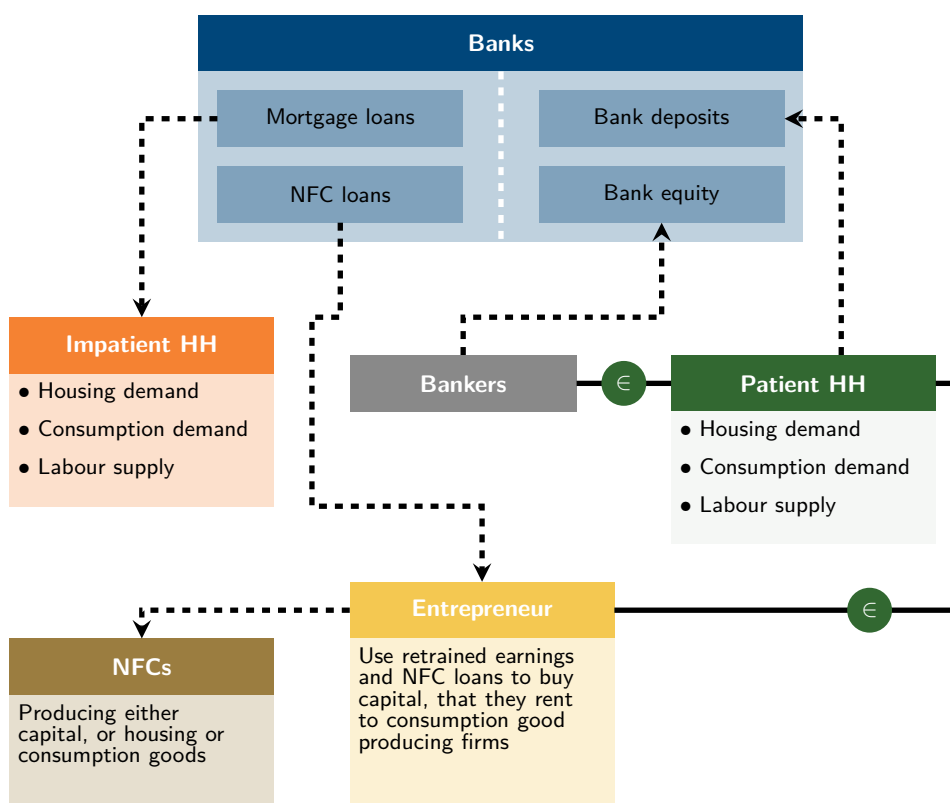 Banks
Mortgage loans
Bank deposits
NFC loans
Bank equity
Impatient HH
• Housing demand
• Consumption demand
• Labour supply
Bankers
∈
Patient HH
• Housing demand
• Consumption demand
• Labour supply
Entrepreneur
∈
Use retrained earnings
and NFC loans to buy
capital, that they rent
to consumption good
producing firms
NFCs
Producing either
capital, or housing or
consumption goods